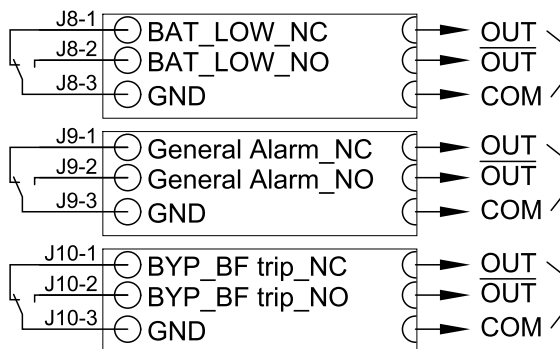 J8-1 BAT_LOW_NC OUT
J8-2 BAT_LOW_NO OUT
J8-3 GND COM
J9-1 General Alarm_NC OUT
J9-2 General Alarm_NO OUT
J9-3 GND COM
J10-1 BYP_BF trip_NC OUT
J10-2 BYP_BF trip_NO OUT
J10-3 GND COM